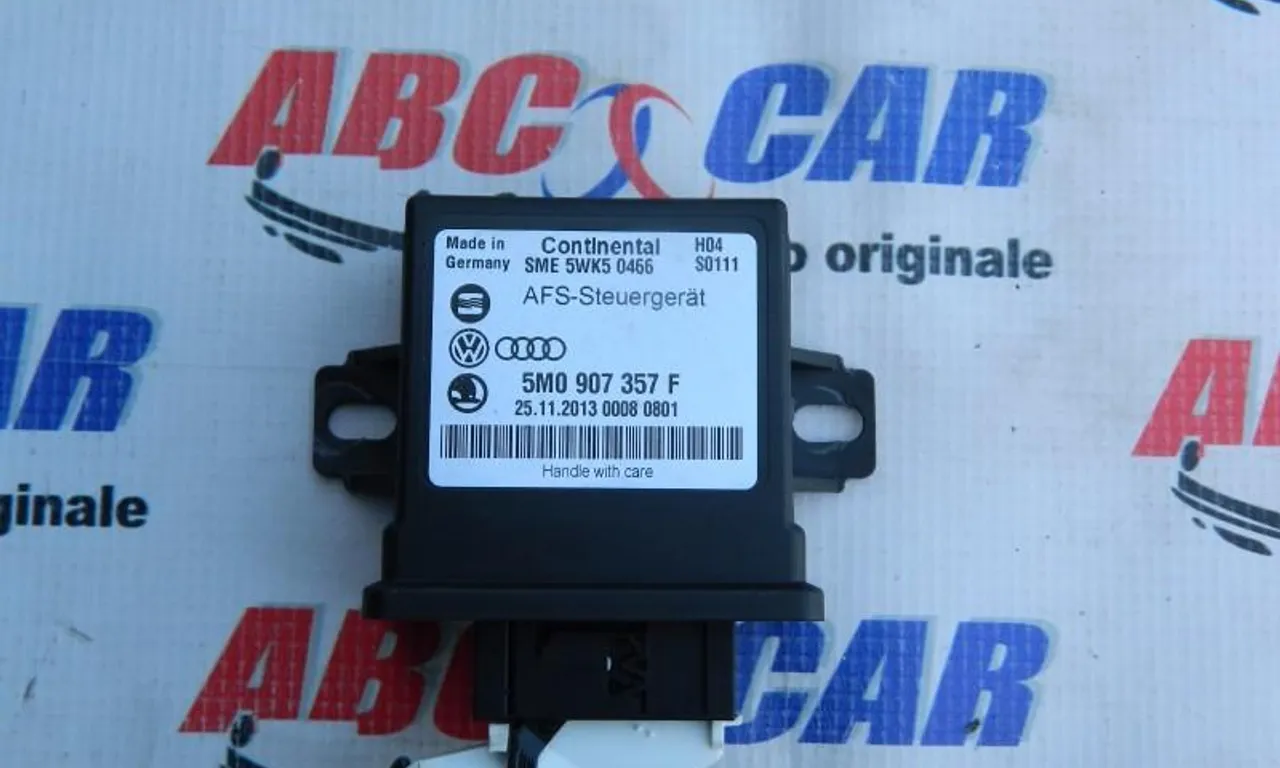 ABC CAR
o originale
Made in Continental H04
Germany SME 5WK5 0466 S0111
AFS-Steuergerät
5M0 907 357 F
25.11.2013 0008 0801
Handle with care
AR
ginale
A
ABC CAR